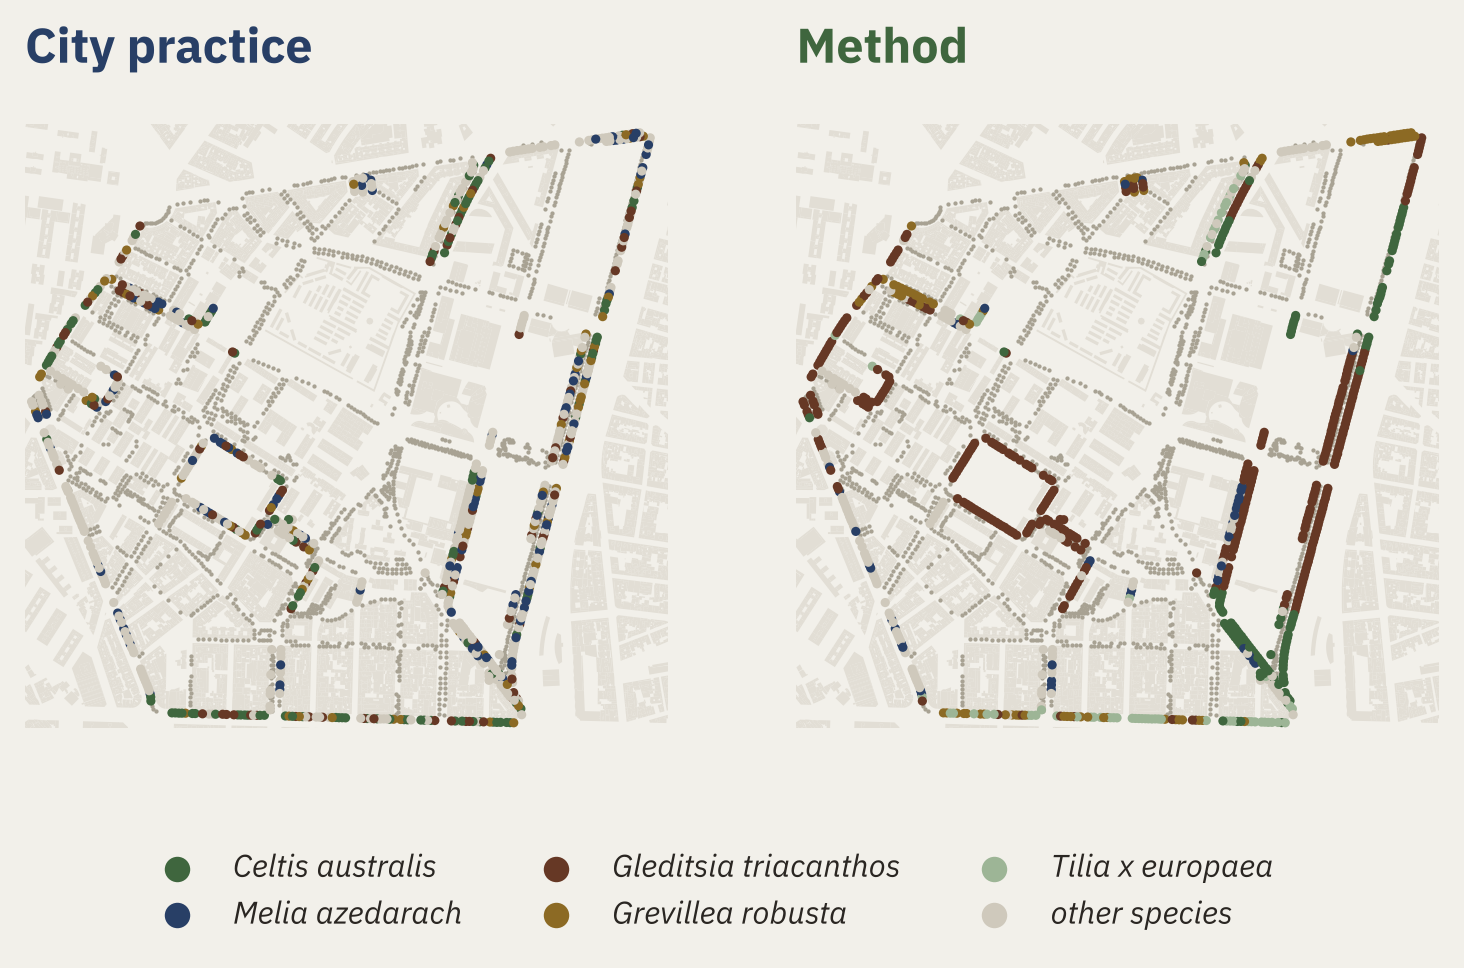 City practice
Method
Celtis australis
Gleditsia triacanthos
Tilia x europaea
Melia azedarach
Grevillea robusta
other species